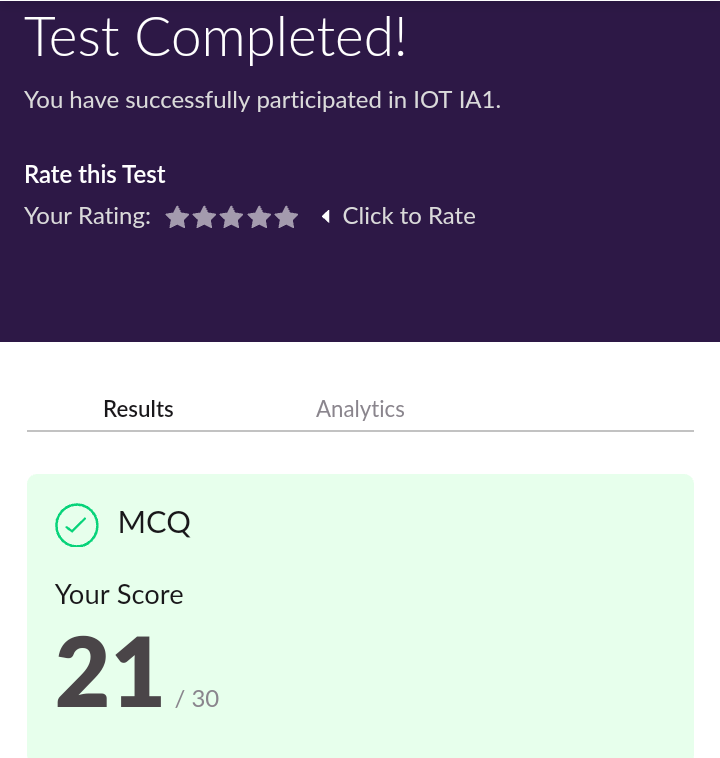 Test Completed!
You have successfully participated in IOT IA1.
Rate this Test
Your Rating: Click to Rate
Results Analytics
MCQ
Your Score
21 / 30